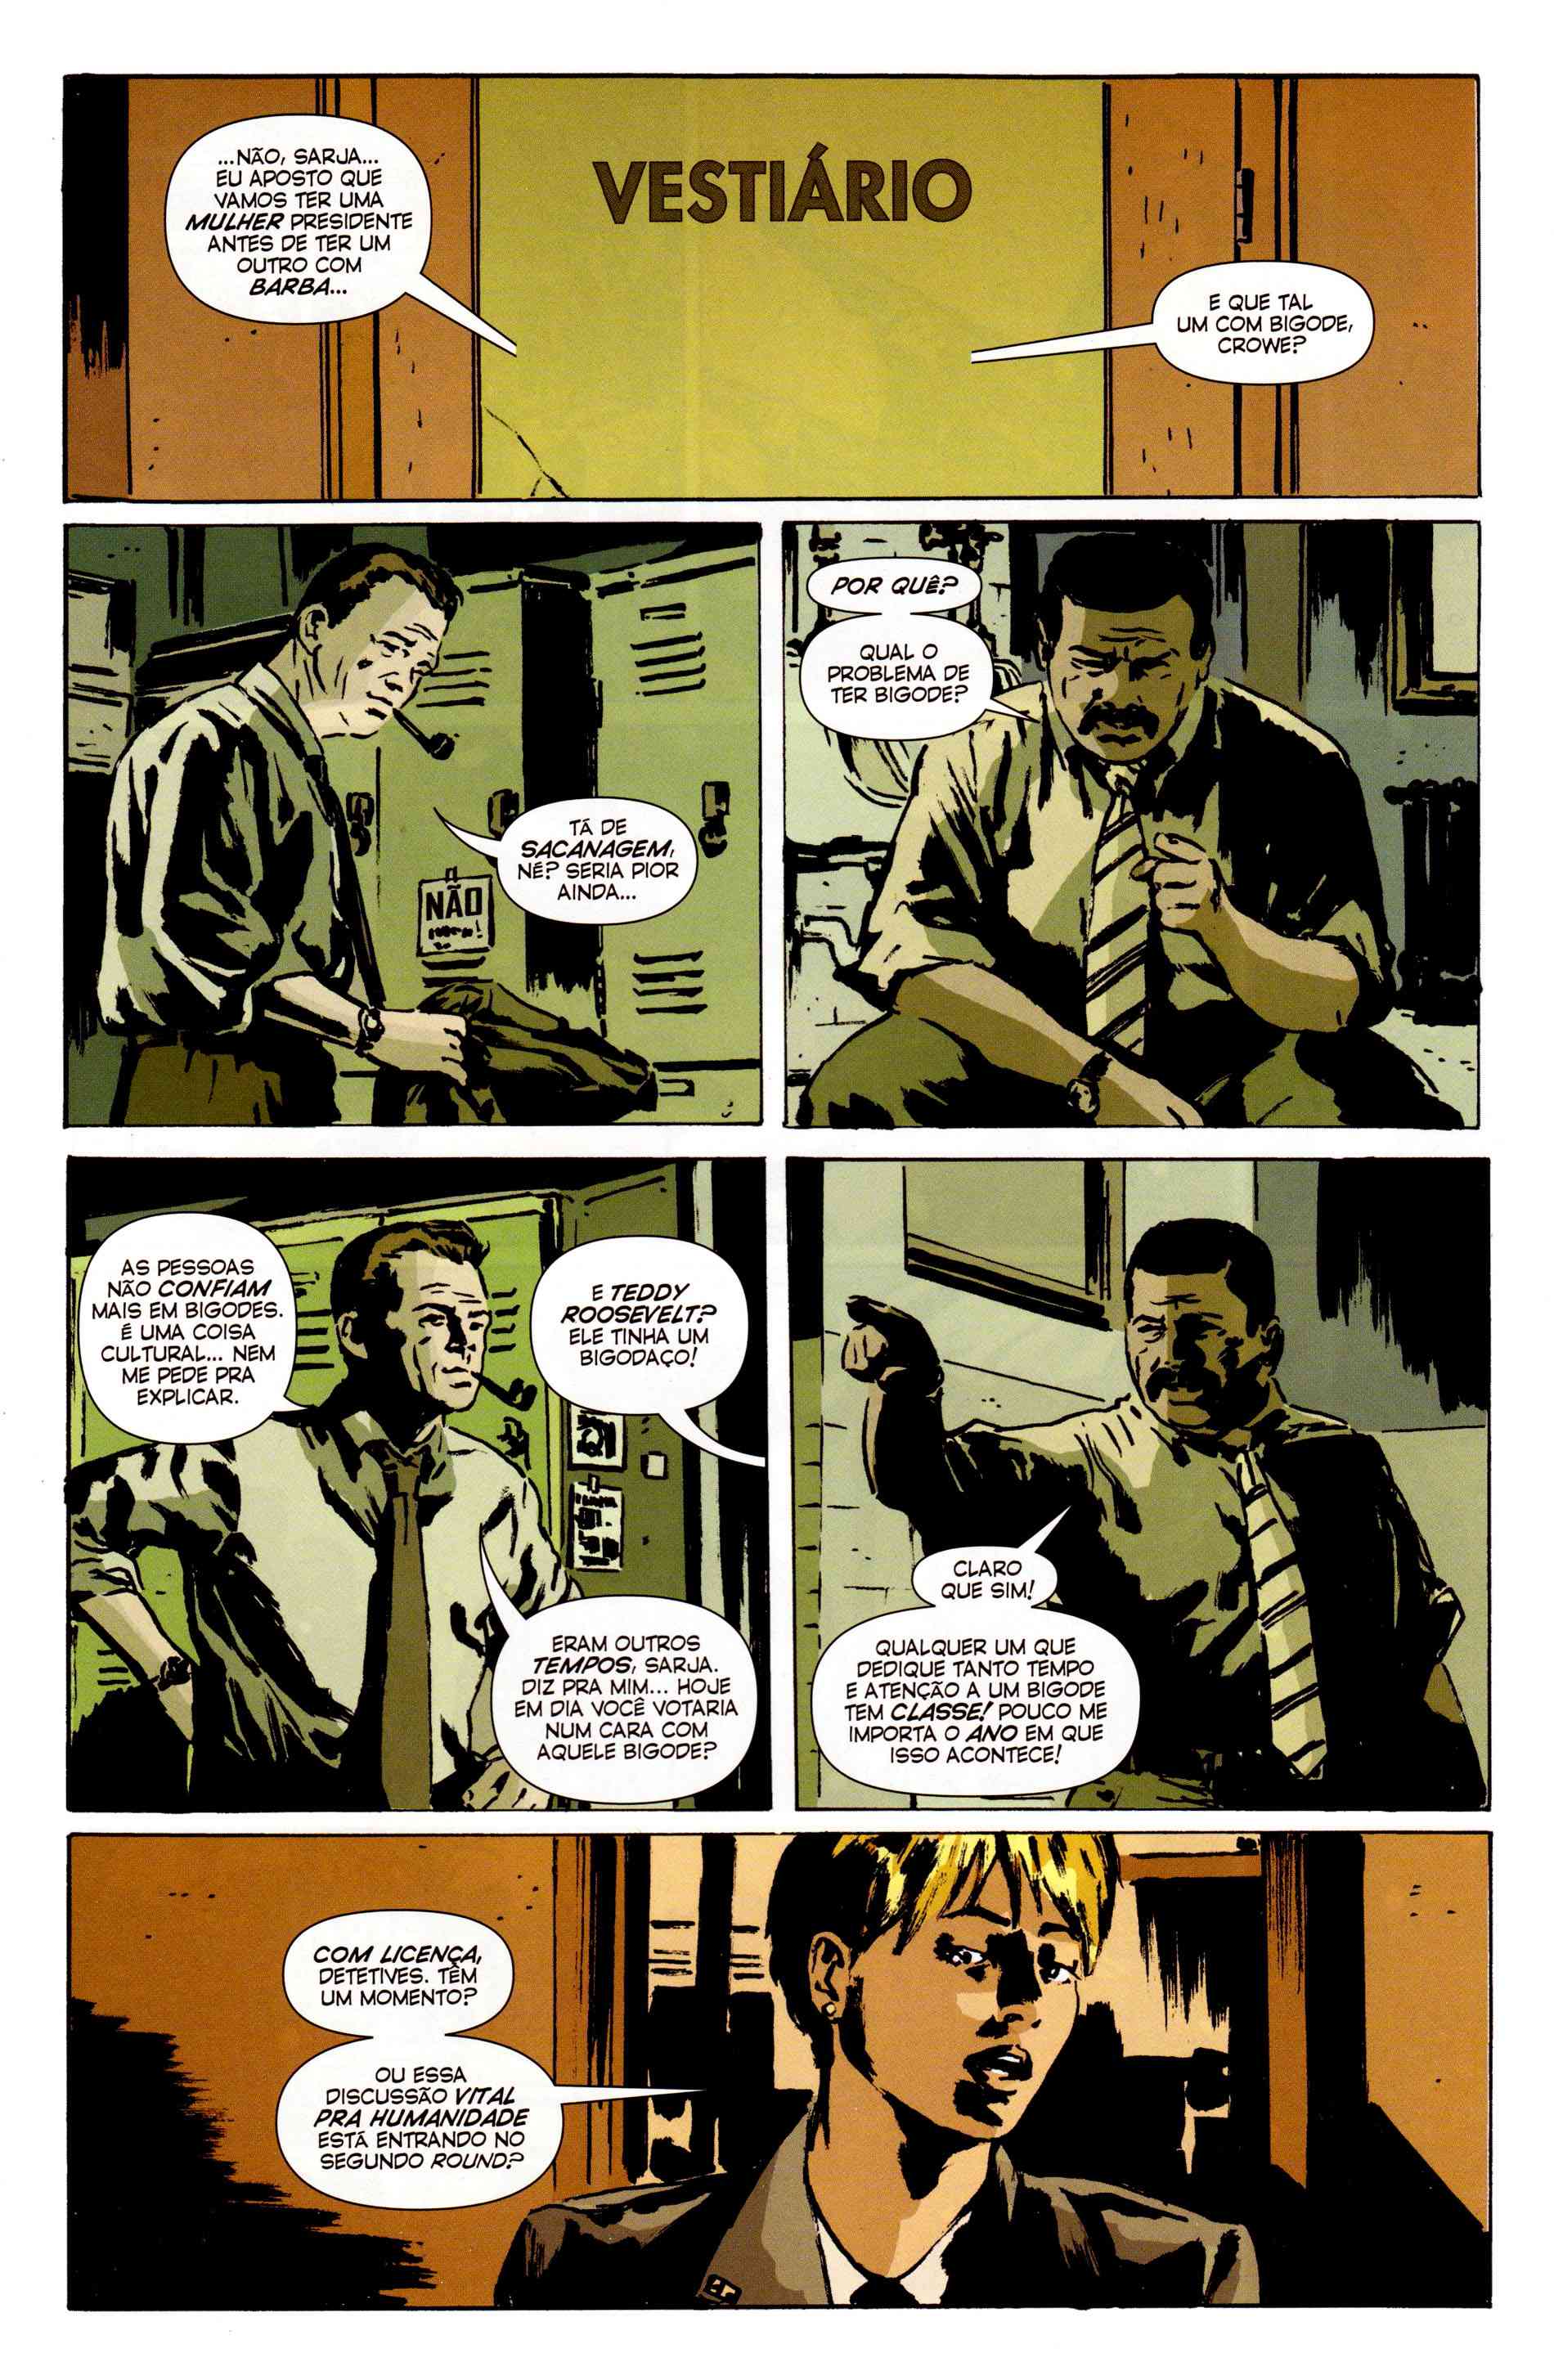 ...NÃO, SARJA...
EU APOSTO QUE
VAMOS TER UMA
MULHER PRESIDENTE
ANTES DE TER UM
OUTRO COM
BARBA...
VESTIÁRIO
E QUE TAL
UM COM BIGODE,
CROWE?
TÁ DE
SACANAGEM,
NÉ? SERIA PIOR
AINDA...
NÃO
POR QUÊ?
QUAL O
PROBLEMA DE
TER BIGODE?
AS PESSOAS
NÃO CONFIAM
MAIS EM BIGODES.
É UMA COISA
CULTURAL... NEM
ME PEDE PRA
EXPLICAR.
E TEDDY
ROOSEVELT?
ELE TINHA UM
BIGODAÇO!
ERAM OUTROS
TEMPOS, SARJA.
DIZ PRA MIM... HOJE
EM DIA VOCÊ VOTARIA
NUM CARA COM
AQUELE BIGODE?
CLARO
QUE SIM!
QUALQUER UM QUE
DEDIQUE TANTO TEMPO
E ATENÇÃO A UM BIGODE
TEM CLASSE! POUCO ME
IMPORTA O ANO EM QUE
ISSO ACONTECE!
COM LICENÇA,
DETETIVES. TÊM
UM MOMENTO?
OU ESSA
DISCUSSÃO VITAL
PRA HUMANIDADE
ESTÁ ENTRANDO NO
SEGUNDO ROUND?